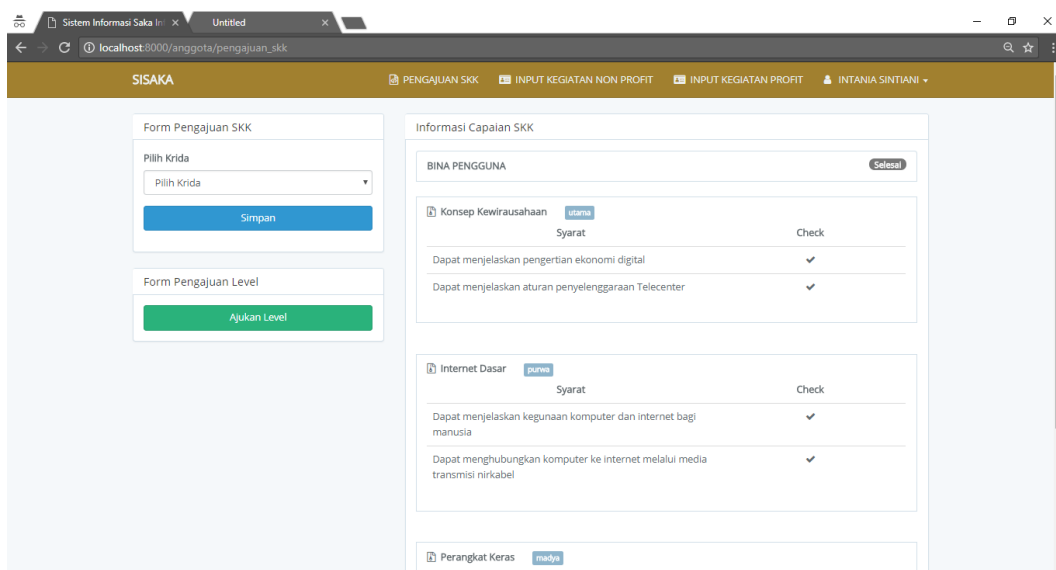 Sistem Informasi Saka In
Untitled
localhost:8000/anggota/pengajuan_skk
SISAKA
PENGAJUAN SKK
INPUT KEGIATAN NON PROFIT
INPUT KEGIATAN PROFIT
INTANIA SINTIANI
Form Pengajuan SKK
Pilih Krida
Pilih Krida
Simpan
Form Pengajuan Level
Ajukan Level
Informasi Capaian SKK
BINA PENGGUNA
Selesai
Konsep Kewirausahaan utama
Syarat Check
Dapat menjelaskan pengertian ekonomi digital
Dapat menjelaskan aturan penyelenggaraan Telecenter
Internet Dasar purwa
Syarat Check
Dapat menjelaskan kegunaan komputer dan internet bagi
manusia
Dapat menghubungkan komputer ke internet melalui media
transmisi nirkabel
Perangkat Keras madya